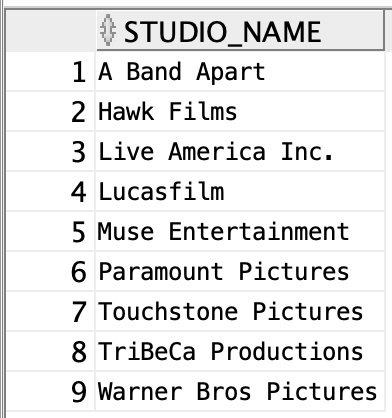 STUDIO_NAME
1 A Band Apart
2 Hawk Films
3 Live America Inc.
4 Lucasfilm
5 Muse Entertainment
6 Paramount Pictures
7 Touchstone Pictures
8 TriBeCa Productions
9 Warner Bros Pictures